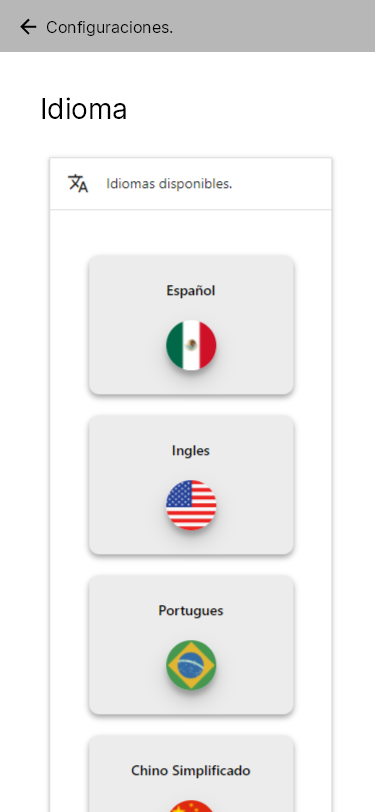 Configuraciones.
Idioma
Idiomas disponibles.
Español
Ingles
Portugues
Chino Simplificado